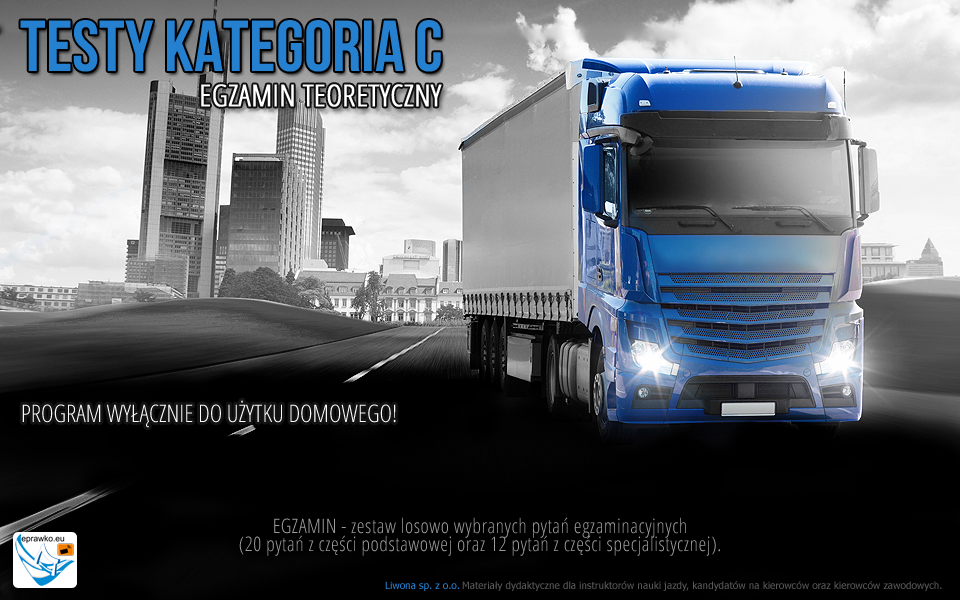 TESTY KATEGORIA C
EGZAMIN TEORETYCZNY
PROGRAM WYŁĄCZNIE DO UŻYTKU DOMOWEGO!
EGZAMIN - zestaw losowo wybranych pytań egzaminacyjnych
(20 pytań z części podstawowej oraz 12 pytań z części specjalistycznej).
eprawko.eu
Liwona sp. z o.o. Materiały dydaktyczne dla instruktorów nauki jazdy, kandydatów na kierowców oraz kierowców zawodowych.